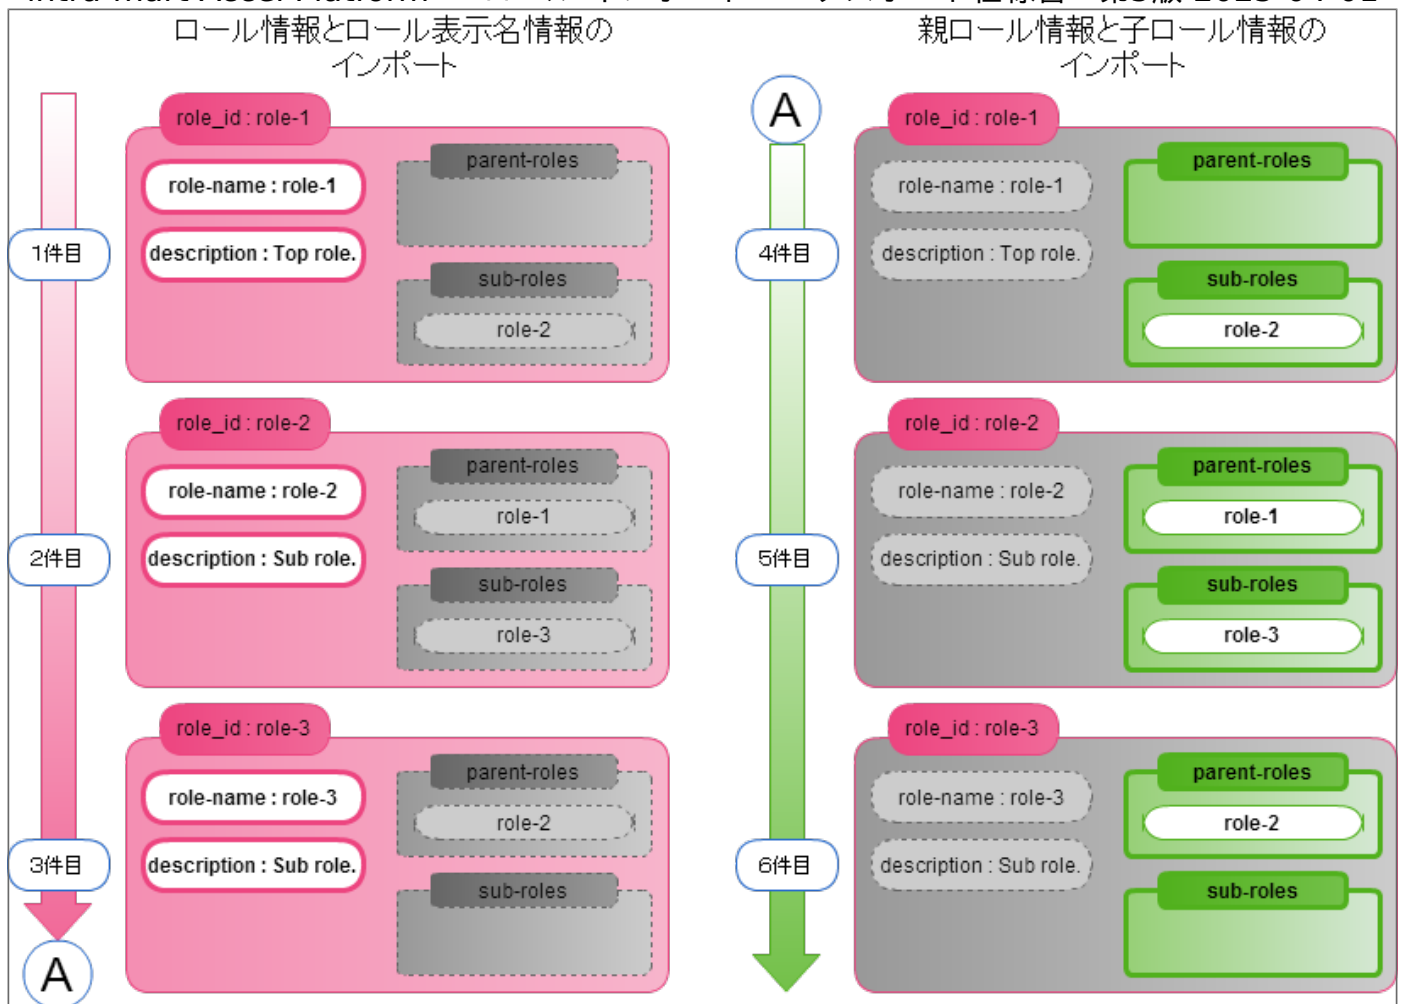 ロール情報とロール表示名情報の
インポート
role_id : role-1
role-name : role-1
description : Top role.
parent-roles
sub-roles
role-2
1件目
role_id : role-2
role-name : role-2
description : Sub role.
parent-roles
role-1
sub-roles
role-3
2件目
role_id : role-3
role-name : role-3
description : Sub role.
parent-roles
role-2
sub-roles
3件目
A
親ロール情報と子ロール情報の
インポート
A
role_id : role-1
role-name : role-1
description : Top role.
parent-roles
sub-roles
role-2
4件目
role_id : role-2
role-name : role-2
description : Sub role.
parent-roles
role-1
sub-roles
role-3
5件目
role_id : role-3
role-name : role-3
description : Sub role.
parent-roles
role-2
sub-roles
6件目